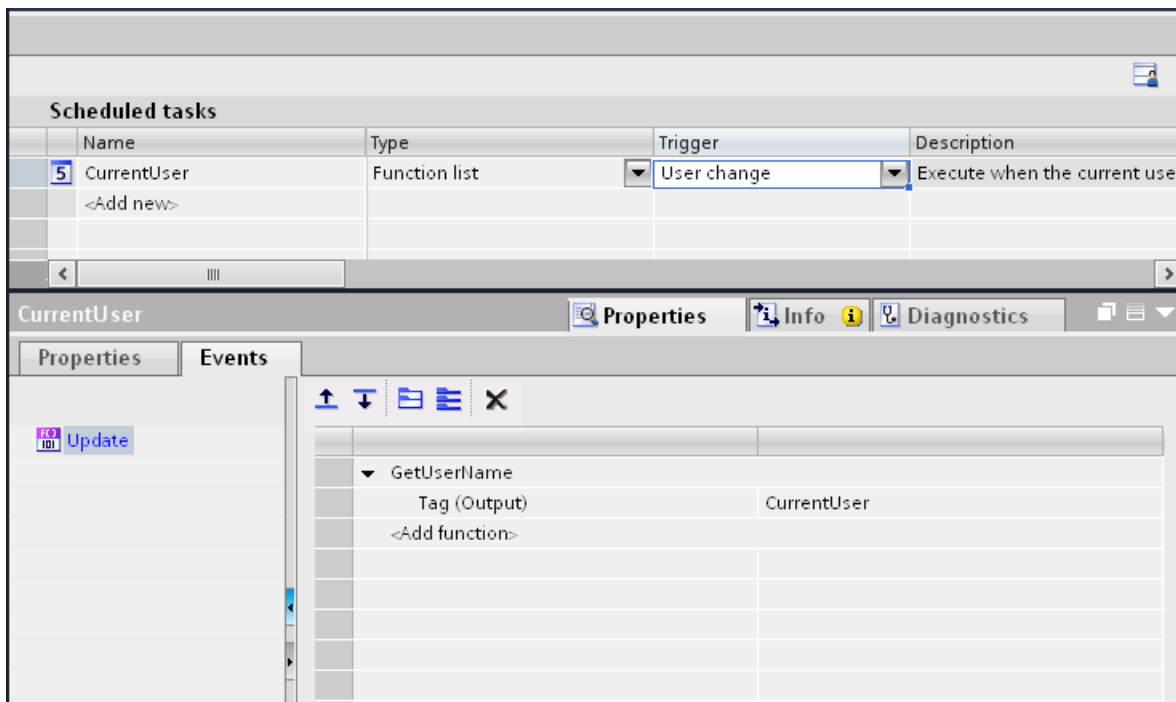 Scheduled tasks
Name Type Trigger Description
5 CurrentUser Function list User change Execute when the current use
<Add new>
CurrentUser Properties Info Diagnostics
Properties Events
Update
GetUserName
Tag (Output) CurrentUser
<Add function>